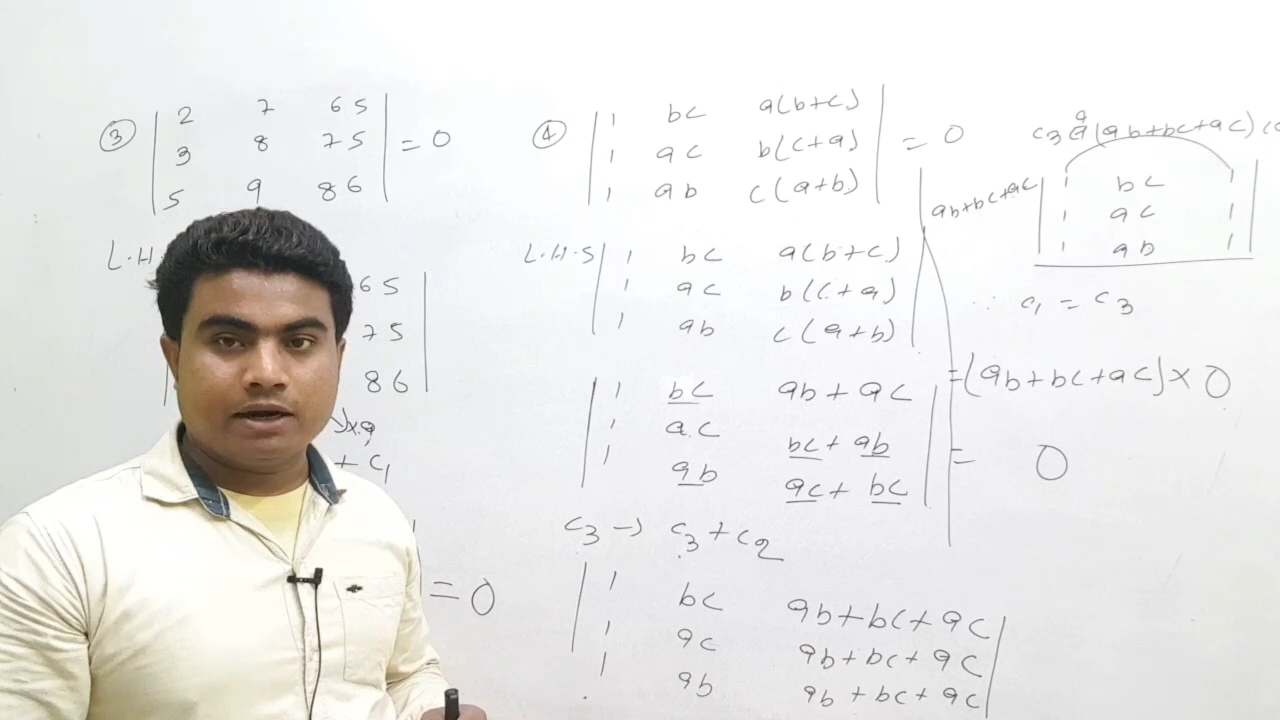 ③ | 2 7 65 |
| 3 8 75 | = 0
| 5 9 86 |
L.H
65
75
86
+ C₁
= 0
④ | 1 bc a(b+c) |
| 1 ac b(c+a) | = 0
| 1 ab c(a+b) |
L.H.S | 1 bc a(b+c) |
| 1 ac b(c+a) |
| 1 ab c(a+b) |
| 1 bc ab + ac |
| 1 ac bc + ab |
| 1 ab ac + bc |
C₃ → C₃ + C₂
| 1 bc ab+bc+ac |
| 1 ac ab+bc+ac |
| 1 ab ab+bc+ac |
(ab+bc+ac)
ab+bc+ac | 1 bc 1 |
| 1 ac 1 |
| 1 ab 1 |
∴ C₁ = C₃
= (ab+bc+ac) × 0
= 0